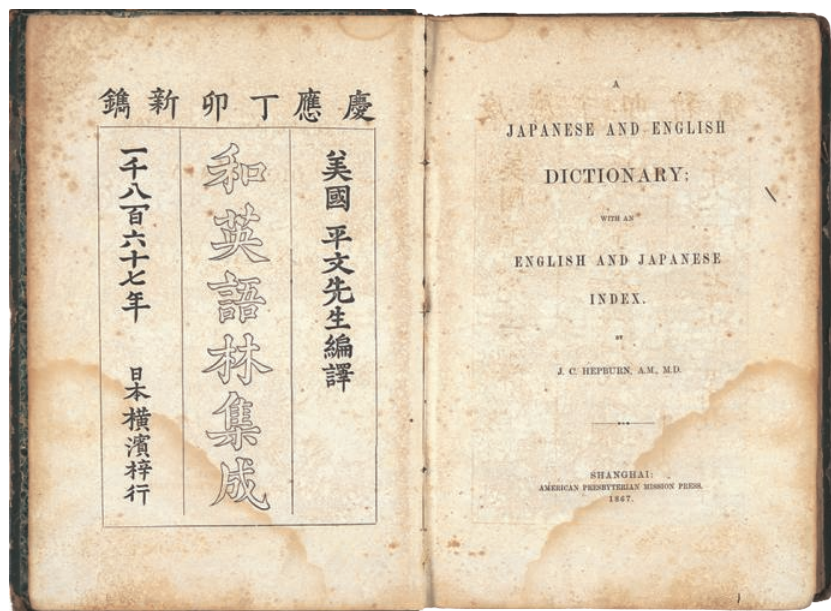 慶應丁卯新鐫
美國 平文先生編譯
和英語林集成
一千八百六十七年 日本橫濱梓行
A
JAPANESE AND ENGLISH
DICTIONARY;
WITH AN
ENGLISH AND JAPANESE
INDEX.
BY
J. C. HEPBURN, A.M., M.D.
SHANGHAI:
AMERICAN PRESBYTERIAN MISSION PRESS.
1867.